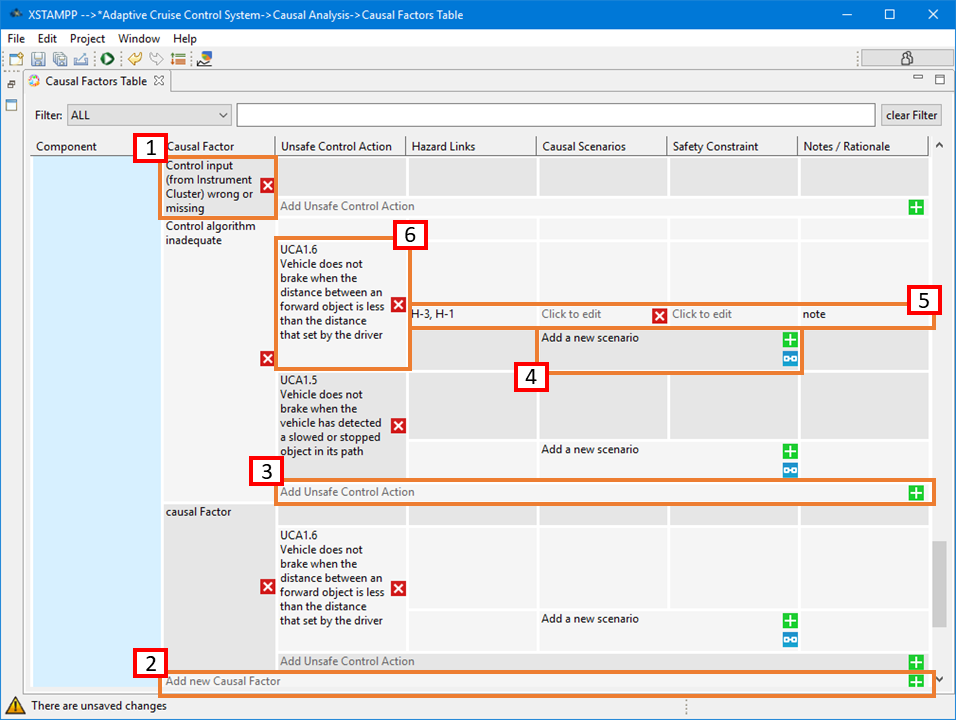 XSTAMPP -->*Adaptive Cruise Control System->Causal Analysis->Causal Factors Table
File Edit Project Window Help
Causal Factors Table
Filter: ALL clear Filter
Component Causal Factor Unsafe Control Action Hazard Links Causal Scenarios Safety Constraint Notes / Rationale
1
Control input
(from Instrument
Cluster) wrong or
missing
Add Unsafe Control Action
Control algorithm
inadequate
6
UCA1.6
Vehicle does not
brake when the
distance between an
forward object is less
than the distance
that set by the driver
5
H-3, H-1 Click to edit Click to edit note
Add a new scenario
4
UCA1.5
Vehicle does not
brake when the
vehicle has detected
a slowed or stopped
object in its path
Add a new scenario
3
Add Unsafe Control Action
causal Factor
UCA1.6
Vehicle does not
brake when the
distance between an
forward object is less
than the distance
that set by the driver
Add a new scenario
Add Unsafe Control Action
2
Add new Causal Factor
There are unsaved changes